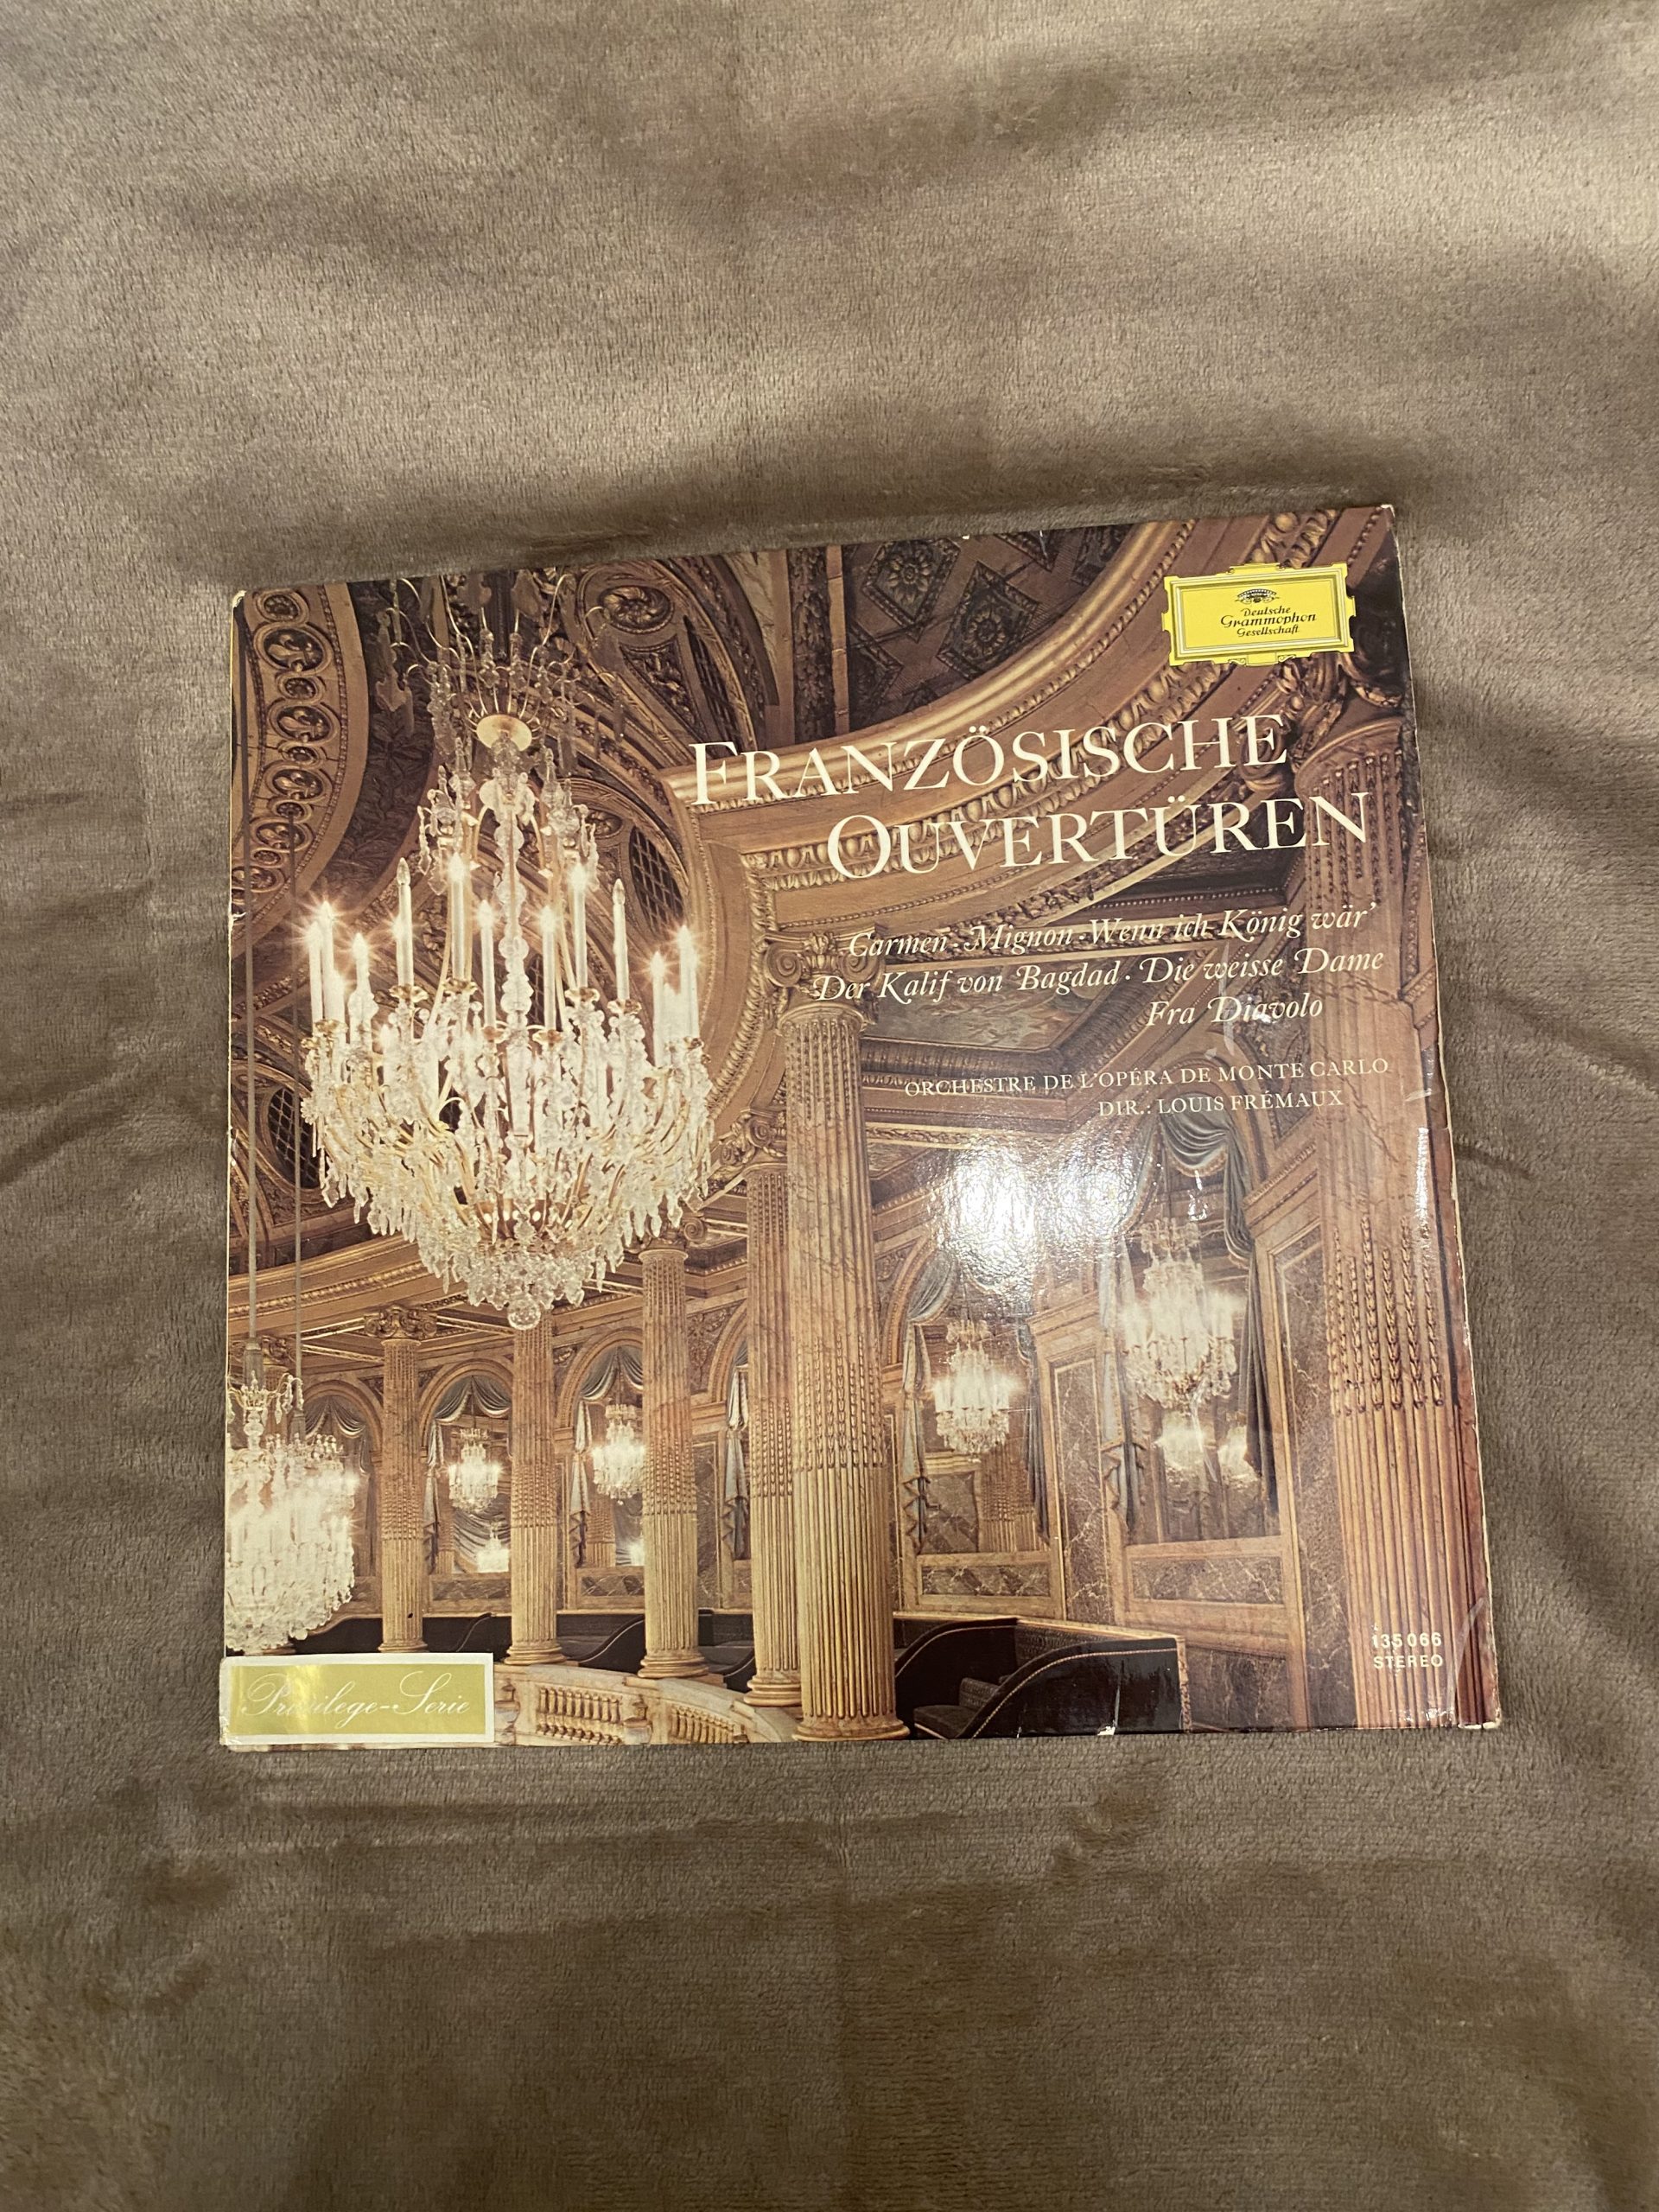 Deutsche
Grammophon
Gesellschaft
FRANZÖSISCHE
OUVERTÜREN
Carmen · Mignon · Wenn ich König wär'
Der Kalif von Bagdad · Die weisse Dame
Fra Diavolo
ORCHESTRE DE L'OPÉRA DE MONTE CARLO
DIR.: LOUIS FRÉMAUX
135 066
STEREO
Privilege-Serie